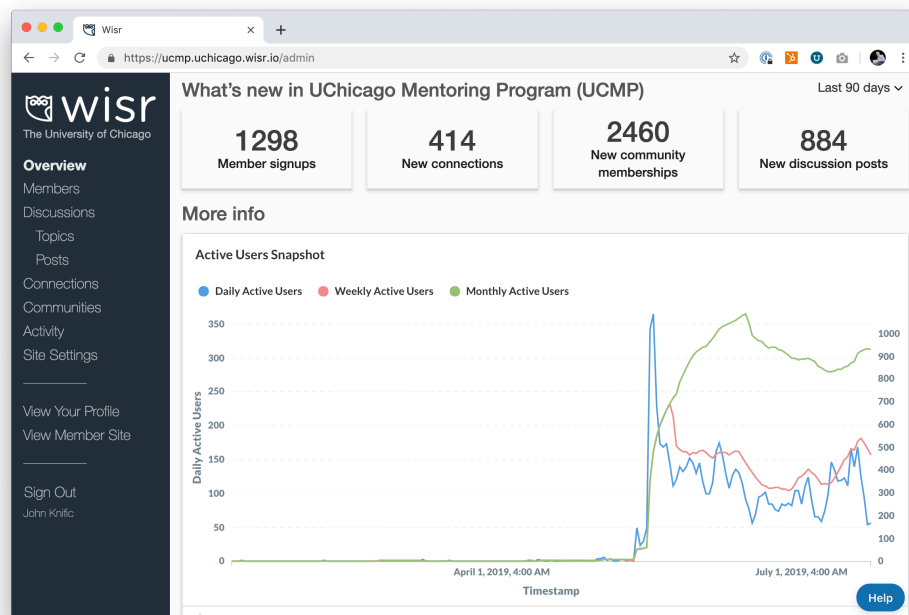 Wisr
https://ucmp.uchicago.wisr.io/admin
wisr
The University of Chicago
Overview
Members
Discussions
Topics
Posts
Connections
Communities
Activity
Site Settings
View Your Profile
View Member Site
Sign Out
John Knific
What's new in UChicago Mentoring Program (UCMP)
Last 90 days
1298
Member signups
414
New connections
2460
New community
memberships
884
New discussion posts
More info
Active Users Snapshot
Daily Active Users
Weekly Active Users
Monthly Active Users
350
300
250
200
150
100
50
0
Daily Active Users
1000
900
800
700
600
500
400
300
200
100
0
April 1, 2019, 4:00 AM
July 1, 2019, 4:00 AM
Timestamp
Help